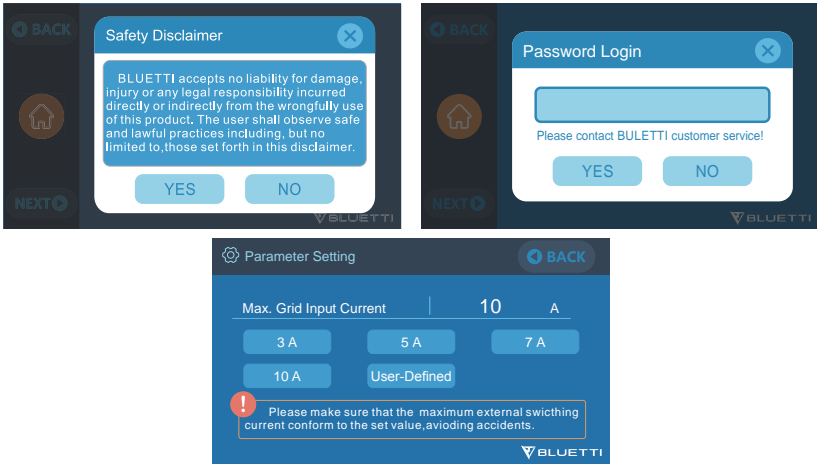 BACK
Safety Disclaimer
BLUETTI accepts no liability for damage,
injury or any legal responsibility incurred
directly or indirectly from the wrongfully use
of this product. The user shall observe safe
and lawful practices including, but no
limited to,those set forth in this disclaimer.
YES
NO
NEXT
BLUETTI
BACK
Password Login
Please contact BULETTI customer service!
YES
NO
NEXT
BLUETTI
Parameter Setting
BACK
Max. Grid Input Current
10
A
3 A
5 A
7 A
10 A
User-Defined
!
Please make sure that the maximum external swicthing
current conform to the set value,avioding accidents.
BLUETTI